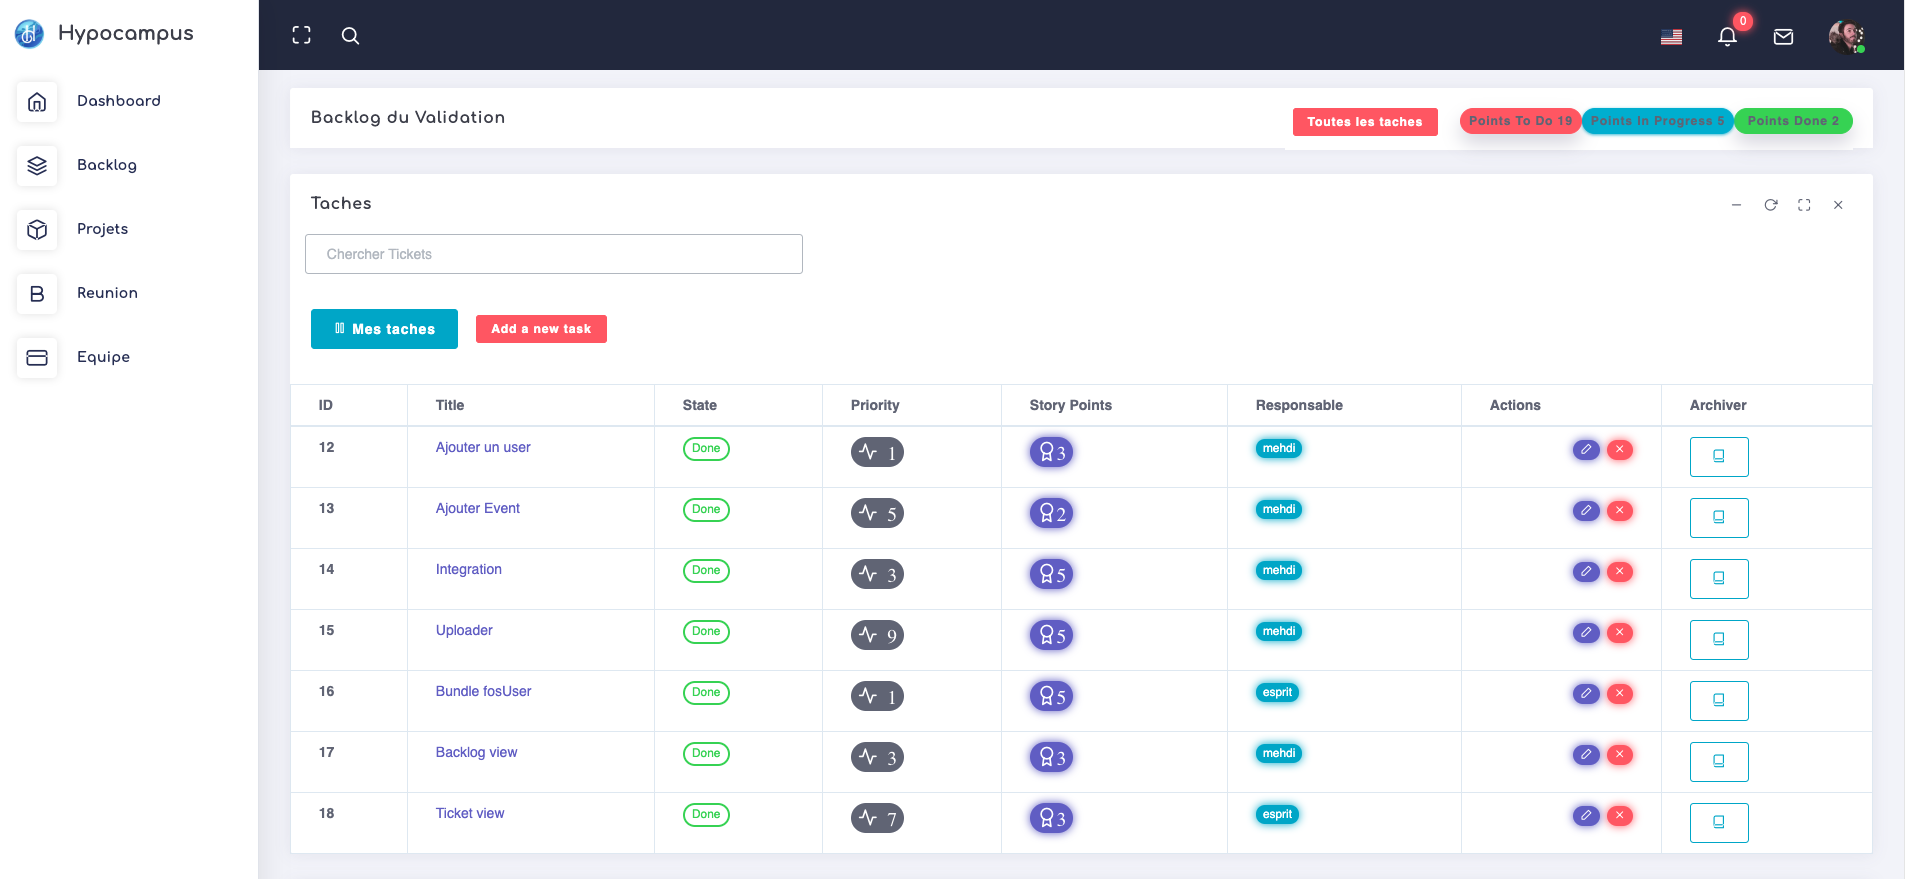 Hypocampus
0
Dashboard
Backlog
Projets
Reunion
Equipe
Backlog du Validation
Toutes les taches
Points To Do 19
Points In Progress 5
Points Done 2
Taches
Chercher Tickets
Mes taches
Add a new task
ID Title State Priority Story Points Responsable Actions Archiver
12 Ajouter un user Done 1 3 mehdi
13 Ajouter Event Done 5 2 mehdi
14 Integration Done 3 5 mehdi
15 Uploader Done 9 5 mehdi
16 Bundle fosUser Done 1 5 esprit
17 Backlog view Done 3 3 mehdi
18 Ticket view Done 7 3 esprit